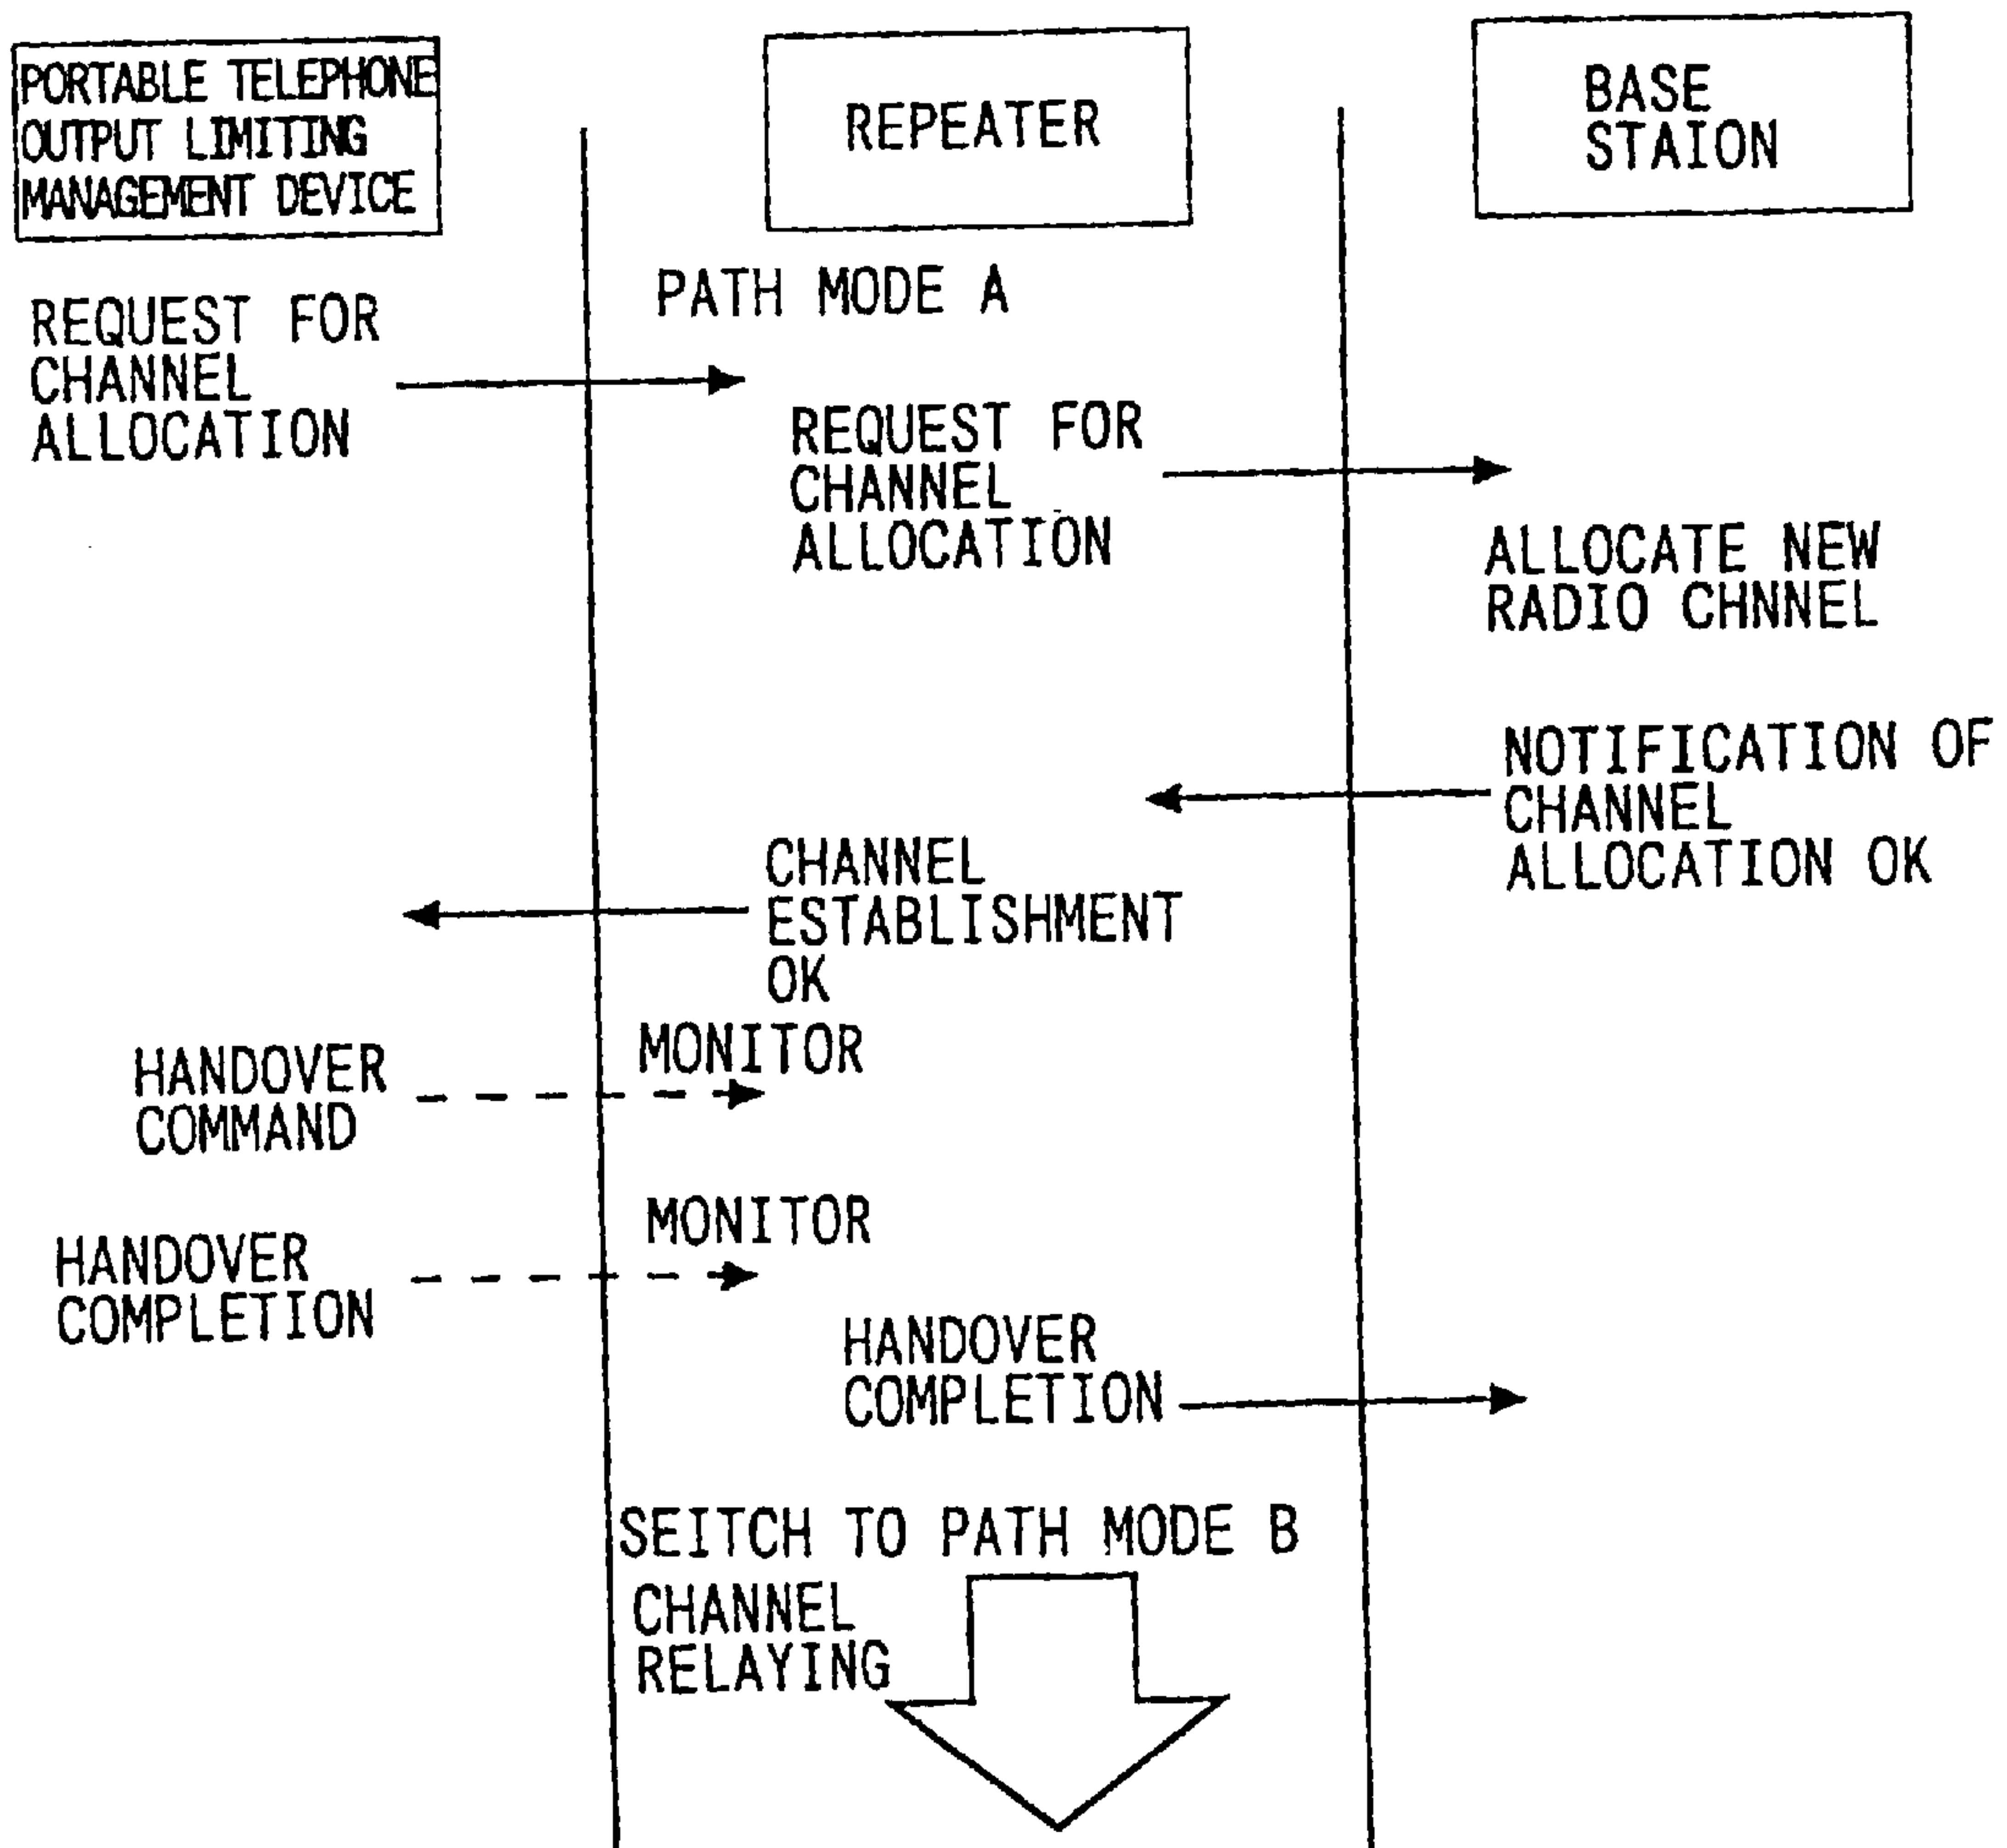 PORTABLE TELEPHONE
OUTPUT LIMITING
MANAGEMENT DEVICE
REPEATER
BASE
STAION
PATH MODE A
REQUEST FOR
CHANNEL
ALLOCATION
REQUEST FOR
CHANNEL
ALLOCATION
ALLOCATE NEW
RADIO CHNNEL
NOTIFICATION OF
CHANNEL
ALLOCATION OK
CHANNEL
ESTABLISHMENT
OK
MONITOR
HANDOVER
COMMAND
MONITOR
HANDOVER
COMPLETION
HANDOVER
COMPLETION
SEITCH TO PATH MODE B
CHANNEL
RELAYING